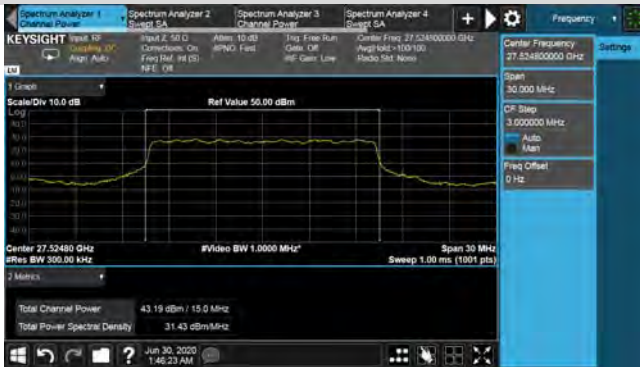 Spectrum Analyzer 1
Channel Power
Spectrum Analyzer 2
Swept SA
Spectrum Analyzer 3
Channel Power
Spectrum Analyzer 4
Swept SA
+
Frequency
KEYSIGHT
Input: RF
Coupling: DC
Align: Auto
Input Z: 50 Ω
Corrections: On
Freq Ref: Int (S)
NFE: Off
Atten: 10 dB
#PNO: Fast
Trig: Free Run
Gate: Off
#IF Gain: Low
Center Freq: 27.524800000 GHz
Avg|Hold:>100/100
Radio Std: None
Center Frequency
27.524800000 GHz
Settings
Span
30.000 MHz
CF Step
3.000000 MHz
Auto
Man
Freq Offset
0 Hz
1 Graph
Scale/Div 10.0 dB
Ref Value 50.00 dBm
Log
Center 27.52480 GHz
#Video BW 1.0000 MHz*
Span 30 MHz
#Res BW 300.00 kHz
Sweep 1.00 ms (1001 pts)
2 Metrics
Total Channel Power
43.19 dBm / 15.0 MHz
Total Power Spectral Density
31.43 dBm/MHz
?
Jun 30, 2020
1:46:23 AM